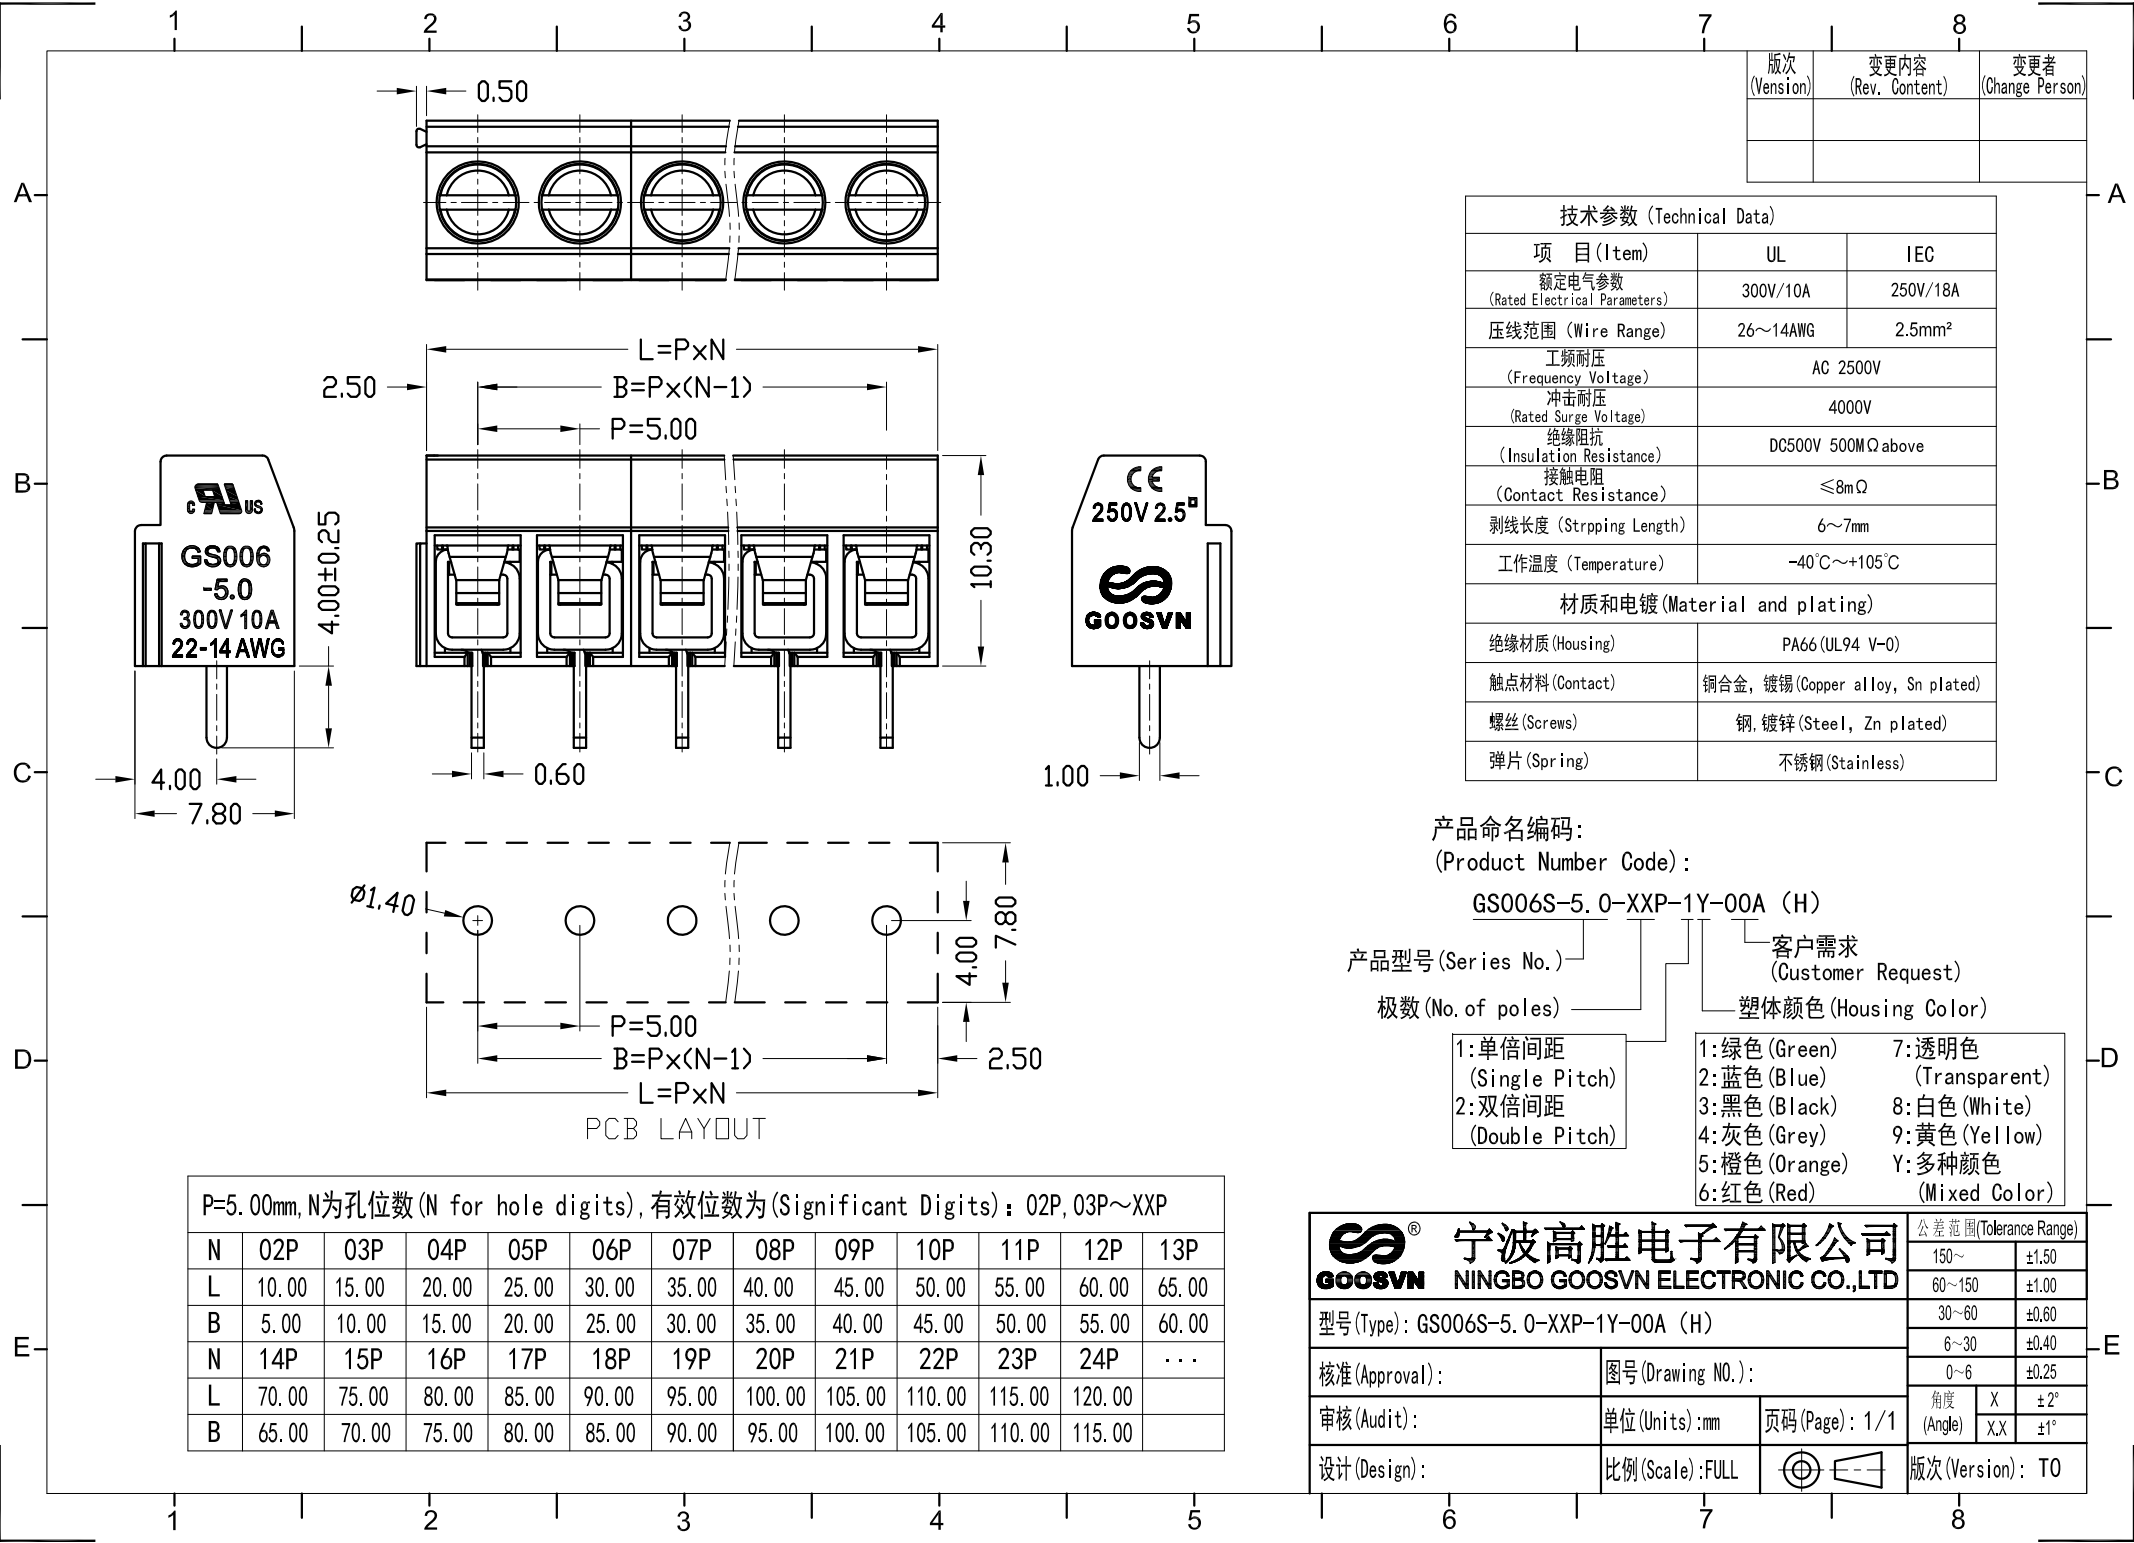 1 2 3 4 5 6 7 8
A
B
C
D
E
A
B
C
D
E
版次 变更内容 变更者
(Vension) (Rev. Content) (Change Person)
0.50
L=P×N
2.50
B=P×(N-1)
P=5.00
c RU US
GS006
-5.0
300V 10A
22-14 AWG
4.00±0.25
10.30
CE
250V 2.5
GOOSVN
4.00
7.80
0.60
1.00
Ø1.40
4.00
7.80
P=5.00
B=P×(N-1)
2.50
L=P×N
PCB LAYOUT
技术参数 (Technical Data)
项 目(Item) UL IEC
额定电气参数
(Rated Electrical Parameters) 300V/10A 250V/18A
压线范围 (Wire Range) 26～14AWG 2.5mm²
工频耐压
(Frequency Voltage) AC 2500V
冲击耐压
(Rated Surge Voltage) 4000V
绝缘阻抗
(Insulation Resistance) DC500V 500MΩabove
接触电阻
(Contact Resistance) ≤8mΩ
剥线长度 (Strpping Length) 6～7mm
工作温度 (Temperature) -40℃～+105℃
材质和电镀(Material and plating)
绝缘材质(Housing) PA66(UL94 V-0)
触点材料(Contact) 铜合金, 镀锡(Copper alloy, Sn plated)
螺丝(Screws) 钢,镀锌(Steel, Zn plated)
弹片(Spring) 不锈钢(Stainless)
产品命名编码:
(Product Number Code):
GS006S-5.0-XXP-1Y-00A (H)
客户需求
产品型号(Series No.)
(Customer Request)
极数(No.of poles)
塑体颜色(Housing Color)
1:单倍间距
(Single Pitch)
2:双倍间距
(Double Pitch)
1:绿色(Green) 7:透明色
2:蓝色(Blue) (Transparent)
3:黑色(Black) 8:白色(White)
4:灰色(Grey) 9:黄色(Yellow)
5:橙色(Orange) Y:多种颜色
6:红色(Red) (Mixed Color)
P=5.00mm,N为孔位数(N for hole digits),有效位数为(Significant Digits): 02P,03P～XXP
N 02P 03P 04P 05P 06P 07P 08P 09P 10P 11P 12P 13P
L 10.00 15.00 20.00 25.00 30.00 35.00 40.00 45.00 50.00 55.00 60.00 65.00
B 5.00 10.00 15.00 20.00 25.00 30.00 35.00 40.00 45.00 50.00 55.00 60.00
N 14P 15P 16P 17P 18P 19P 20P 21P 22P 23P 24P ···
L 70.00 75.00 80.00 85.00 90.00 95.00 100.00 105.00 110.00 115.00 120.00
B 65.00 70.00 75.00 80.00 85.00 90.00 95.00 100.00 105.00 110.00 115.00
® 宁波高胜电子有限公司
GOOSVN NINGBO GOOSVN ELECTRONIC CO.,LTD
型号(Type): GS006S-5.0-XXP-1Y-00A (H)
核准(Approval): 图号(Drawing NO.):
审核(Audit): 单位(Units):mm 页码(Page): 1/1
设计(Design): 比例(Scale):FULL
公差范围(Tolerance Range)
150～ ±1.50
60～150 ±1.00
30～60 ±0.60
6～30 ±0.40
0～6 ±0.25
角度 X ±2°
(Angle) X.X ±1°
版次(Version): T0
1 2 3 4 5 6 7 8